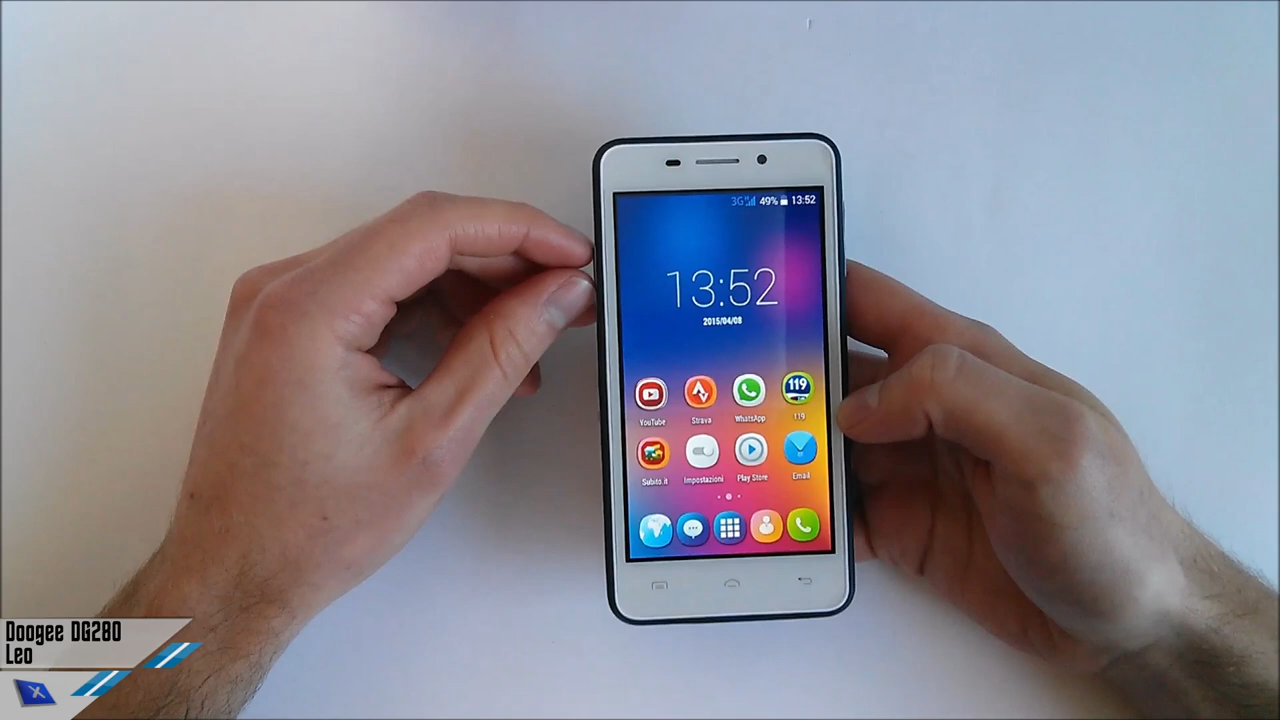 3G 49% 13:52
13:52
2015/04/08
YouTube Strava WhatsApp 119
119
Subito.it Impostazioni Play Store Email
Doogee DG280
Leo
X